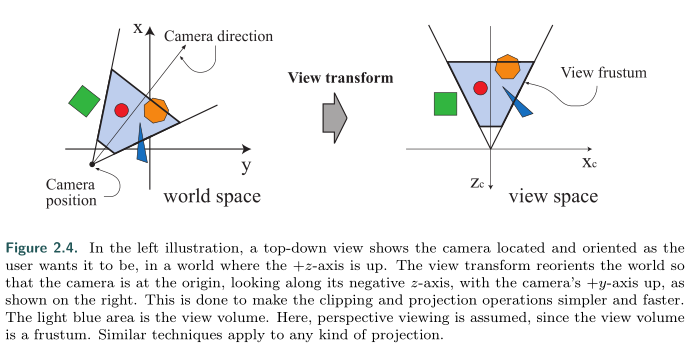 x
Camera direction
View transform
View frustum
y
Camera
position
world space
xc
zc
view space
Figure 2.4. In the left illustration, a top-down view shows the camera located and oriented as the
user wants it to be, in a world where the +z-axis is up. The view transform reorients the world so
that the camera is at the origin, looking along its negative z-axis, with the camera's +y-axis up, as
shown on the right. This is done to make the clipping and projection operations simpler and faster.
The light blue area is the view volume. Here, perspective viewing is assumed, since the view volume
is a frustum. Similar techniques apply to any kind of projection.